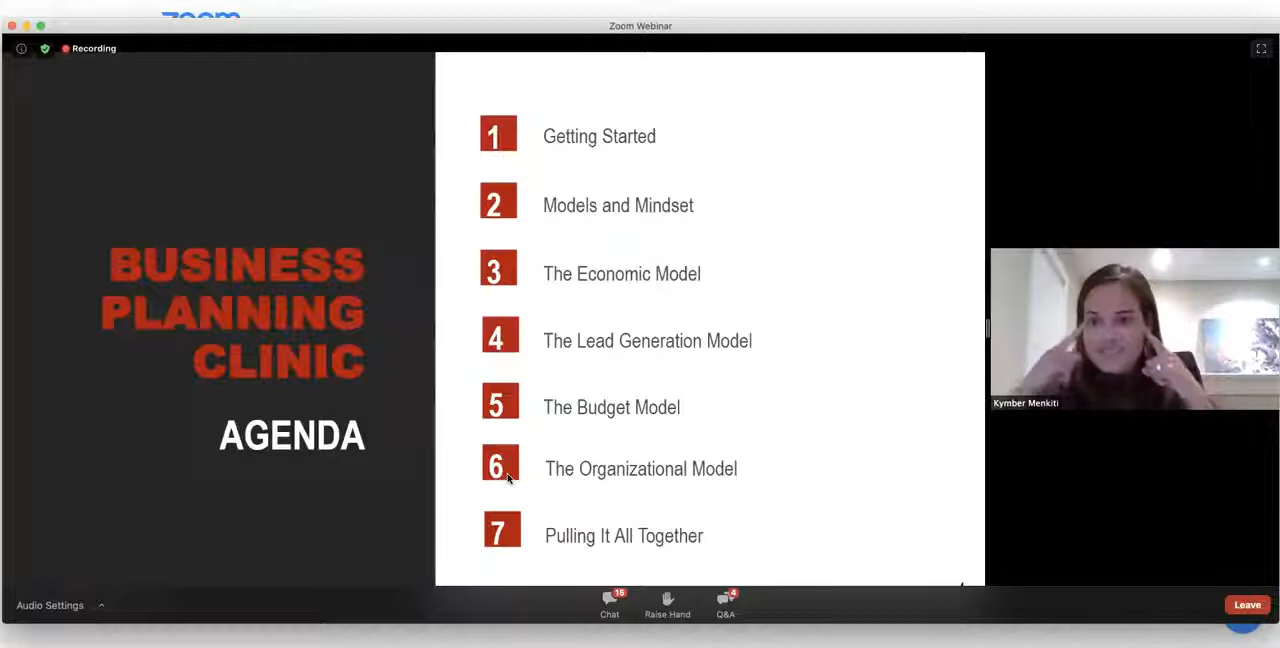 zoom
Zoom Webinar
Recording
BUSINESS
PLANNING
CLINIC
AGENDA
1 Getting Started
2 Models and Mindset
3 The Economic Model
4 The Lead Generation Model
5 The Budget Model
6 The Organizational Model
7 Pulling It All Together
Kymber Menkiti
Audio Settings
15
Chat
Raise Hand
4
Q&A
Leave